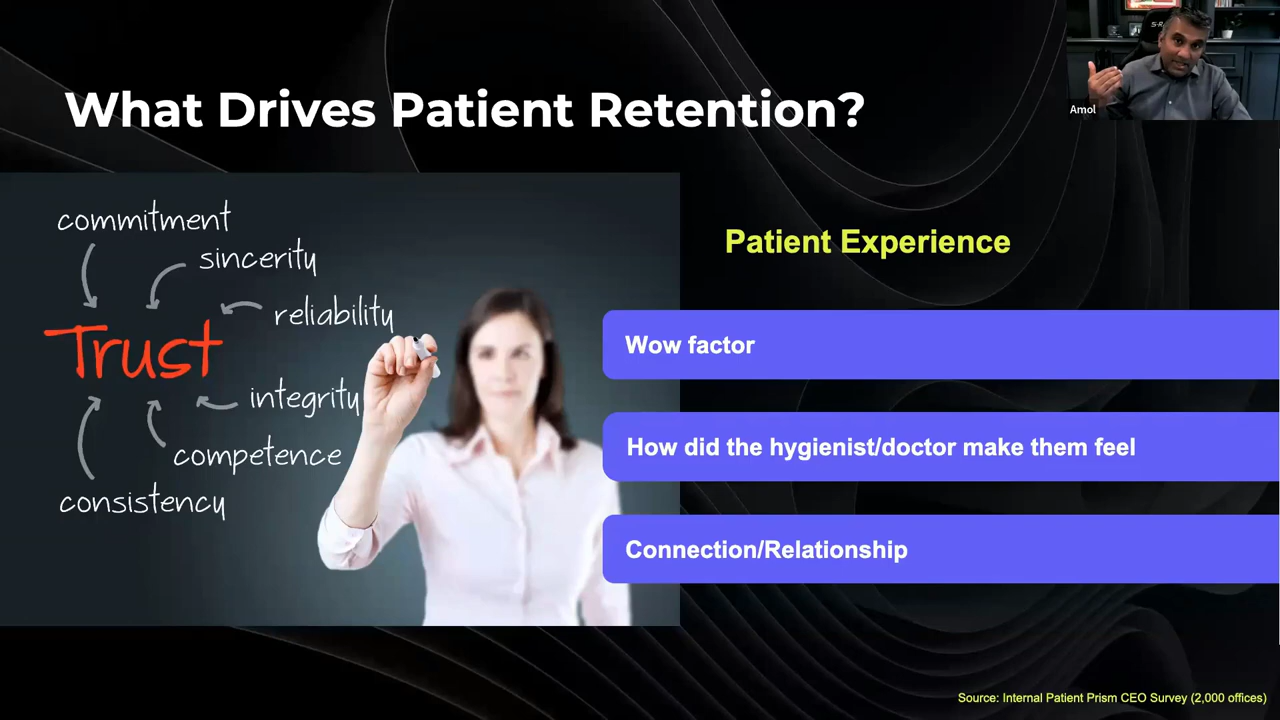 What Drives Patient Retention?
Amol
commitment
sincerity
reliability
Trust
integrity
competence
consistency
Patient Experience
Wow factor
How did the hygienist/doctor make them feel
Connection/Relationship
Source: Internal Patient Prism CEO Survey (2,000 offices)